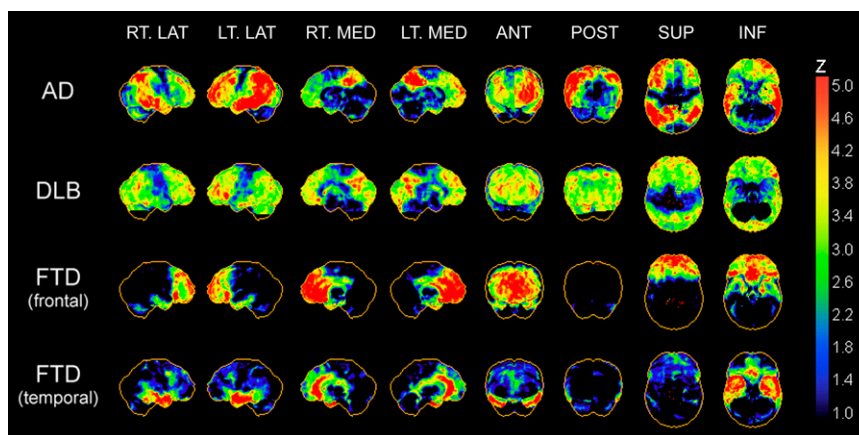 RT. LAT LT. LAT RT. MED LT. MED ANT POST SUP INF
AD
DLB
FTD
(frontal)
FTD
(temporal)
Z
5.0
4.6
4.2
3.8
3.4
3.0
2.6
2.2
1.8
1.4
1.0